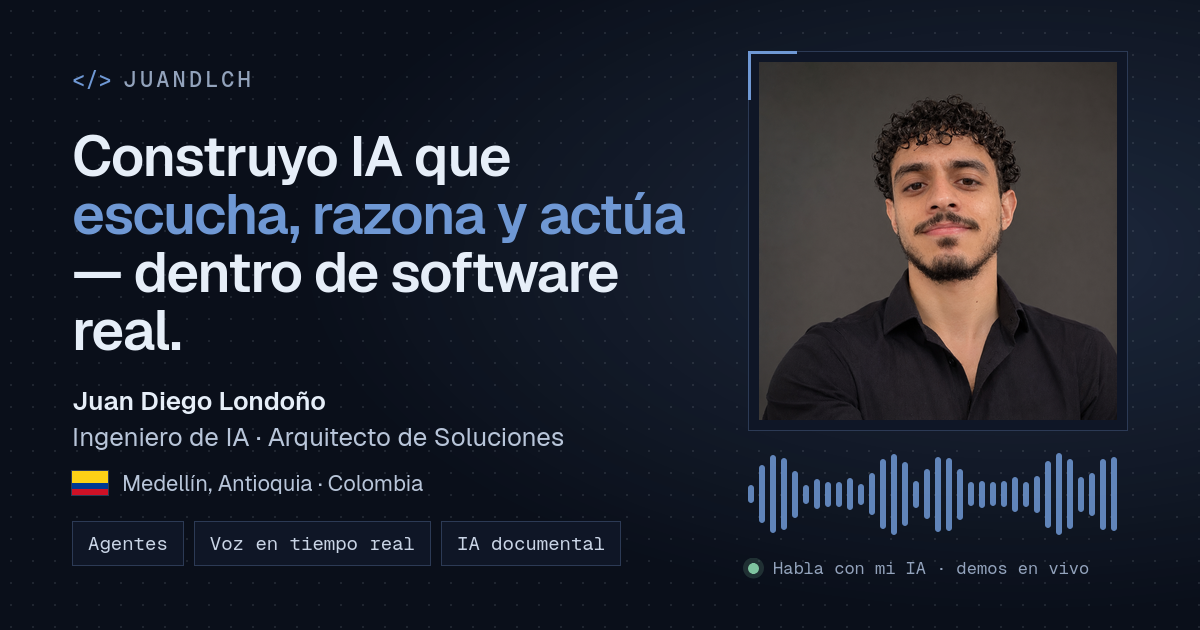 </> JUANDLCH
Construyo IA que
escucha, razona y actúa
— dentro de software
real.
Juan Diego Londoño
Ingeniero de IA · Arquitecto de Soluciones
Medellín, Antioquia · Colombia
Agentes
Voz en tiempo real
IA documental
Habla con mi IA · demos en vivo